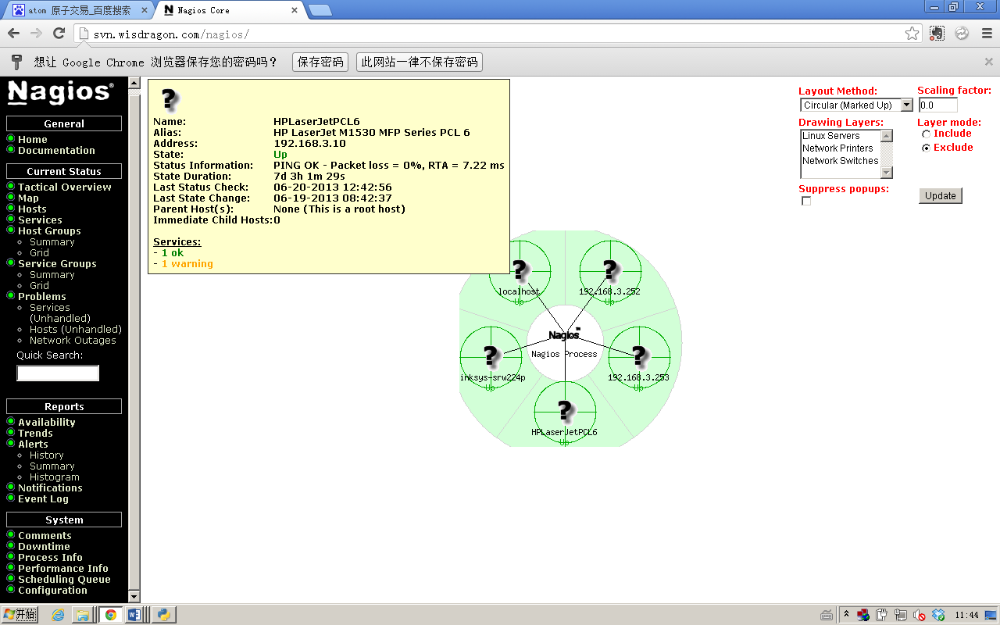 atom 原子交易_百度搜索
Nagios Core
svn.wisdragon.com/nagios/
想让 Google Chrome 浏览器保存您的密码吗？
保存密码
此网站一律不保存密码
Nagios®
General
Home
Documentation
Current Status
Tactical Overview
Map
Hosts
Services
Host Groups
Summary
Grid
Service Groups
Summary
Grid
Problems
Services
(Unhandled)
Hosts (Unhandled)
Network Outages
Quick Search:
Reports
Availability
Trends
Alerts
History
Summary
Histogram
Notifications
Event Log
System
Comments
Downtime
Process Info
Performance Info
Scheduling Queue
Configuration
Name: HPLaserJetPCL6
Alias: HP LaserJet M1530 MFP Series PCL 6
Address: 192.168.3.10
State: Up
Status Information: PING OK - Packet loss = 0%, RTA = 7.22 ms
State Duration: 7d 3h 1m 29s
Last Status Check: 06-20-2013 12:42:56
Last State Change: 06-19-2013 08:42:37
Parent Host(s): None (This is a root host)
Immediate Child Hosts: 0
Services:
- 1 ok
- 1 warning
Layout Method:
Circular (Marked Up)
Scaling factor:
0.0
Drawing Layers:
Linux Servers
Network Printers
Network Switches
Layer mode:
Include
Exclude
Suppress popups:
Update
localhost
Up
192.168.3.252
Up
Nagios™
Nagios Process
inksys-srw224p
Up
192.168.3.253
Up
HPLaserJetPCL6
Up
开始
11:44